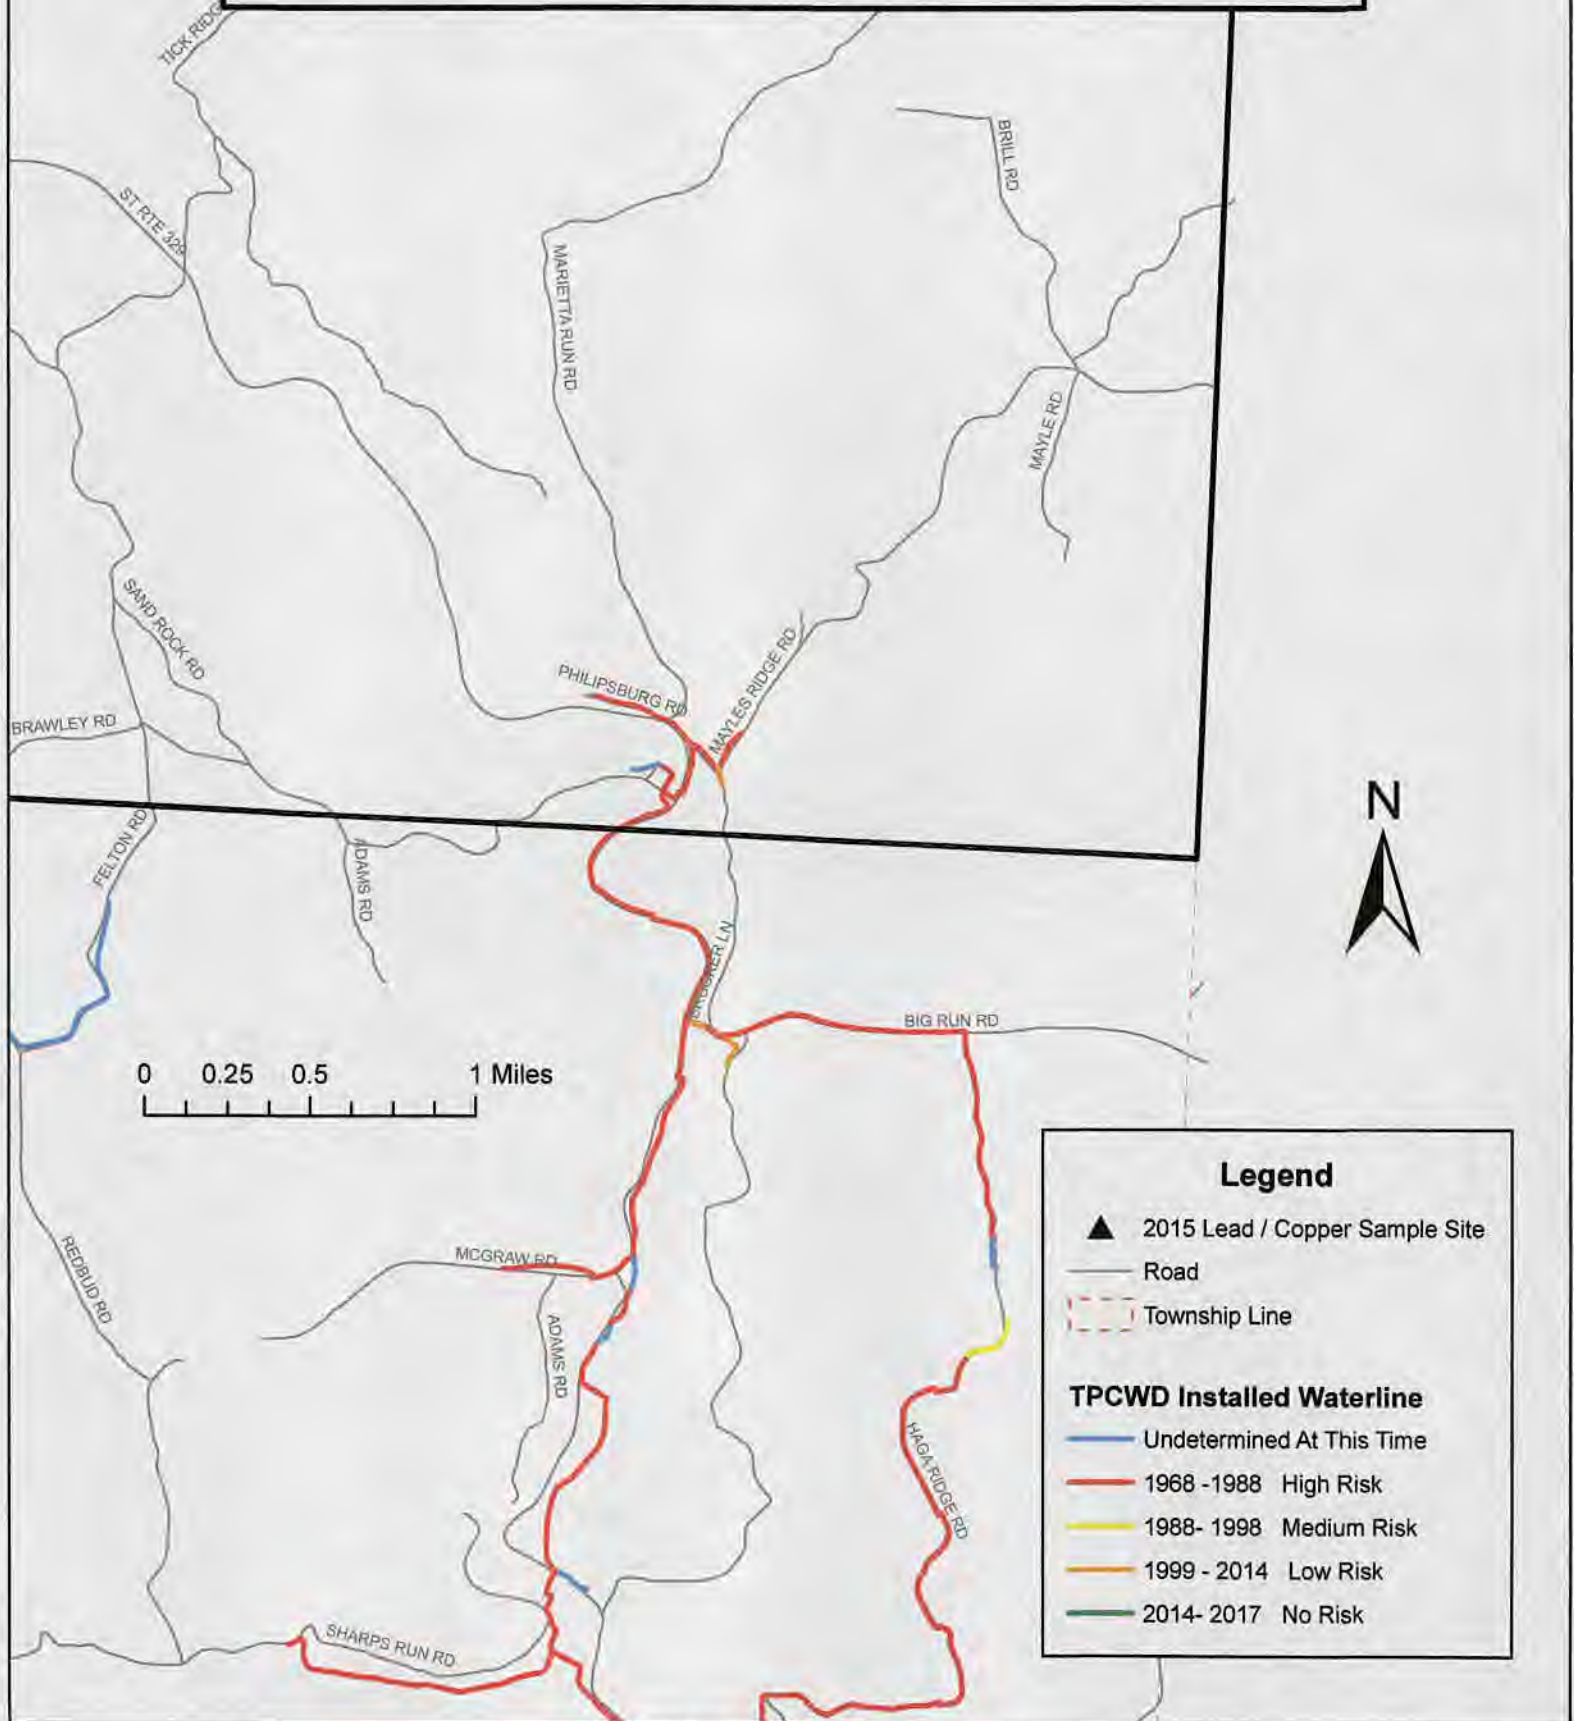 TICK RIDG
ST RTE 329
MARIETTA RUN RD
BRILL RD
MAYLE RD
SAND ROCK RD
PHILIPSBURG RD
MAYLES RIDGE RD
BRAWLEY RD
FELTON RD
ADAMS RD
N
LN
BIG RUN RD
0 0.25 0.5 1 Miles
REDBUD RD
MCGRAW RD
ADAMS RD
HAGA RIDGE RD
SHARPS RUN RD
Legend
2015 Lead / Copper Sample Site
Road
Township Line
TPCWD Installed Waterline
Undetermined At This Time
1968 -1988 High Risk
1988- 1998 Medium Risk
1999 - 2014 Low Risk
2014- 2017 No Risk